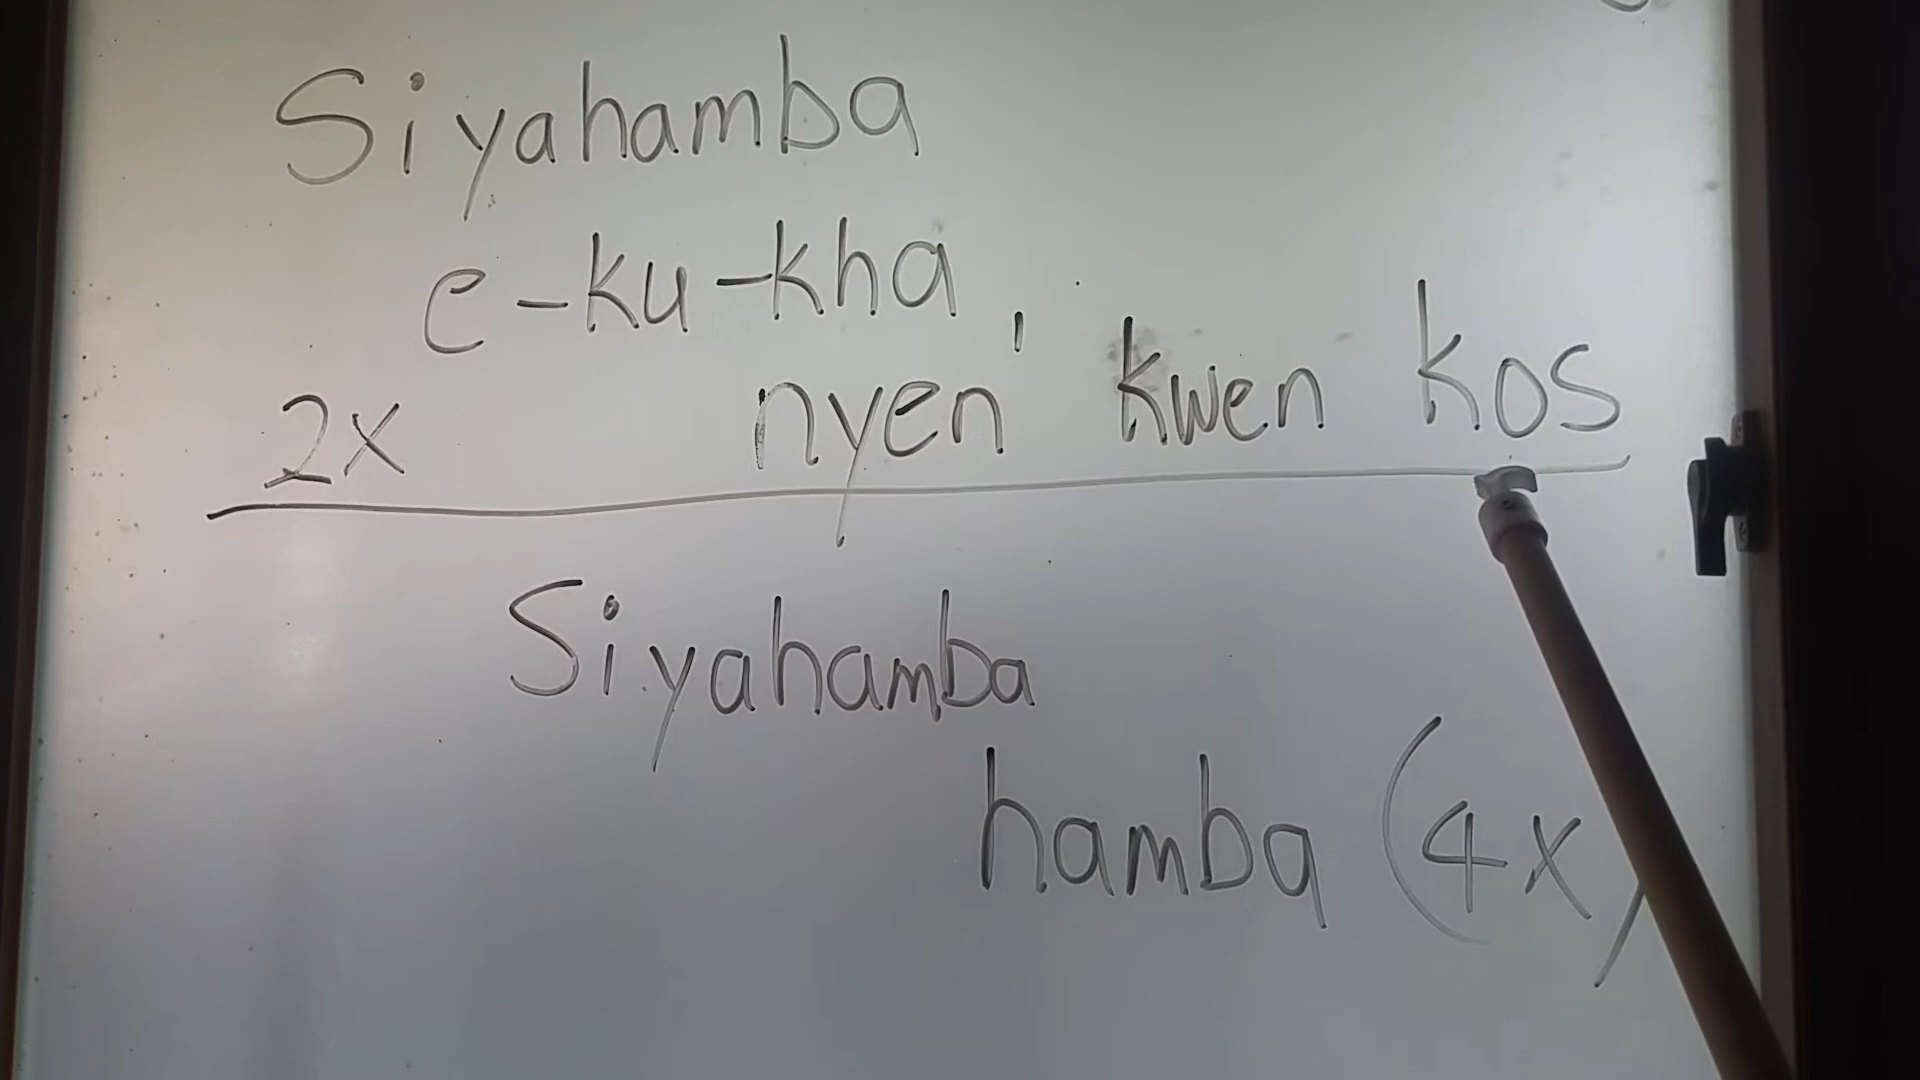 Siyahamba
e-ku-kha
2x nyen' kwen kos
Siyahamba
hamba (4x)